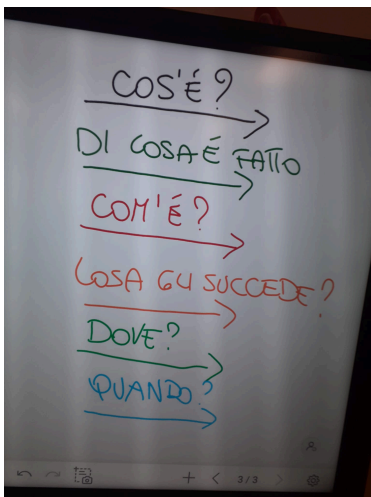 COS'É?
DI COSA É FATTO
COM'É?
COSA GLI SUCCEDE?
DOVE?
QUANDO?
3/3